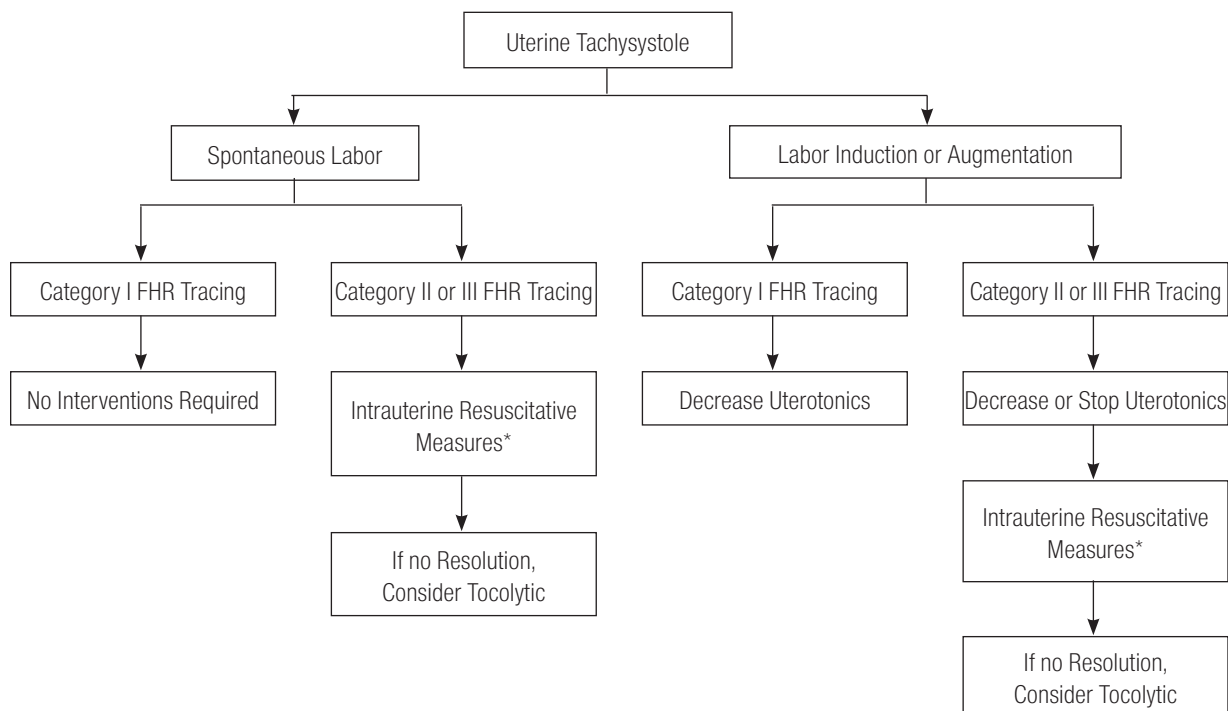 Uterine Tachysystole
Spontaneous Labor
Labor Induction or Augmentation
Category I FHR Tracing
Category II or III FHR Tracing
Category I FHR Tracing
Category II or III FHR Tracing
No Interventions Required
Intrauterine Resuscitative
Measures*
Decrease Uterotonics
Decrease or Stop Uterotonics
If no Resolution,
Consider Tocolytic
Intrauterine Resuscitative
Measures*
If no Resolution,
Consider Tocolytic